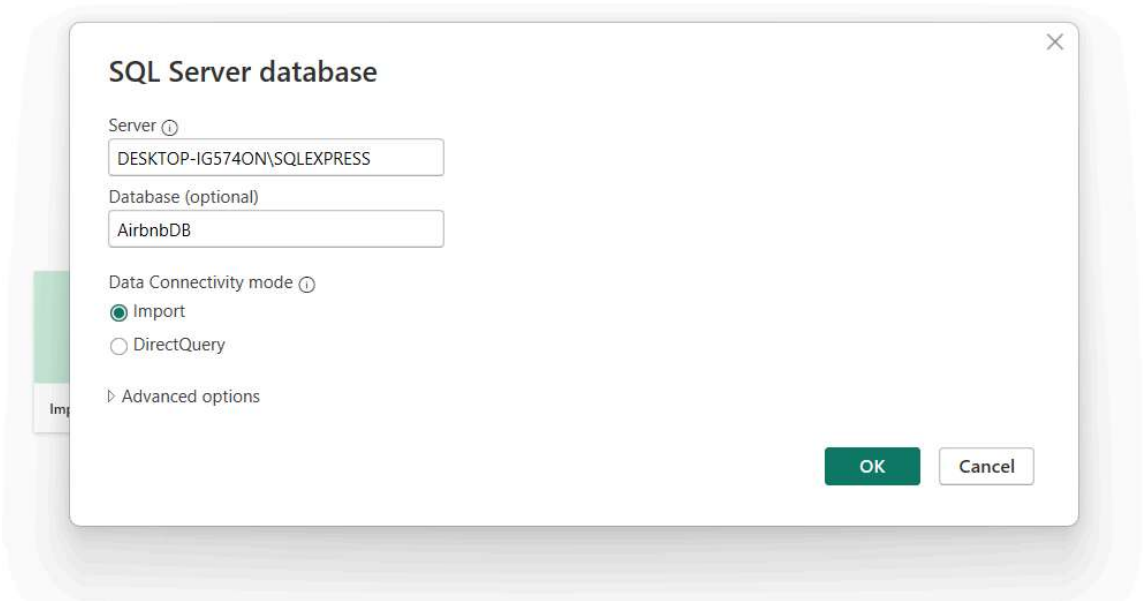 SQL Server database
Server
DESKTOP-IG574ON\SQLEXPRESS
Database (optional)
AirbnbDB
Data Connectivity mode
Import
DirectQuery
Advanced options
OK Cancel